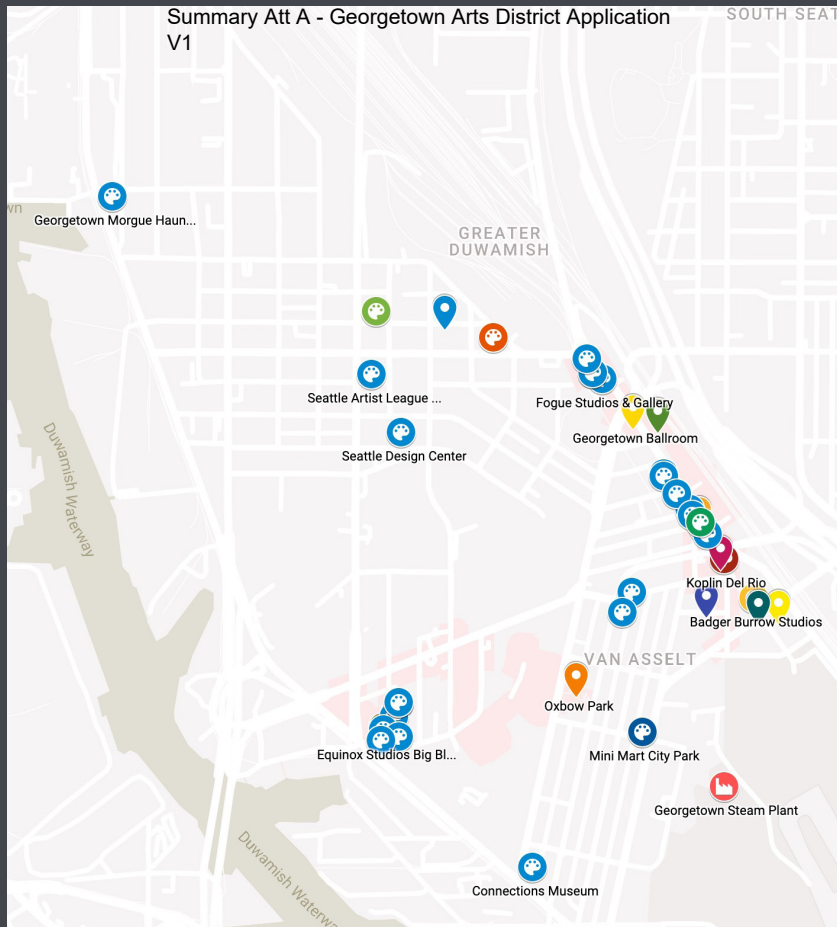 Summary Att A - Georgetown Arts District Application
V1
SOUTH SEAT
wn
Georgetown Morgue Haun...
GREATER
DUWAMISH
Seattle Artist League ...
Fogue Studios & Gallery
Georgetown Ballroom
Seattle Design Center
Duwamish Waterway
Koplin Del Rio
Badger Burrow Studios
VAN ASSELT
Oxbow Park
Equinox Studios Big Bl...
Mini Mart City Park
Georgetown Steam Plant
Duwamish Waterwa
Connections Museum